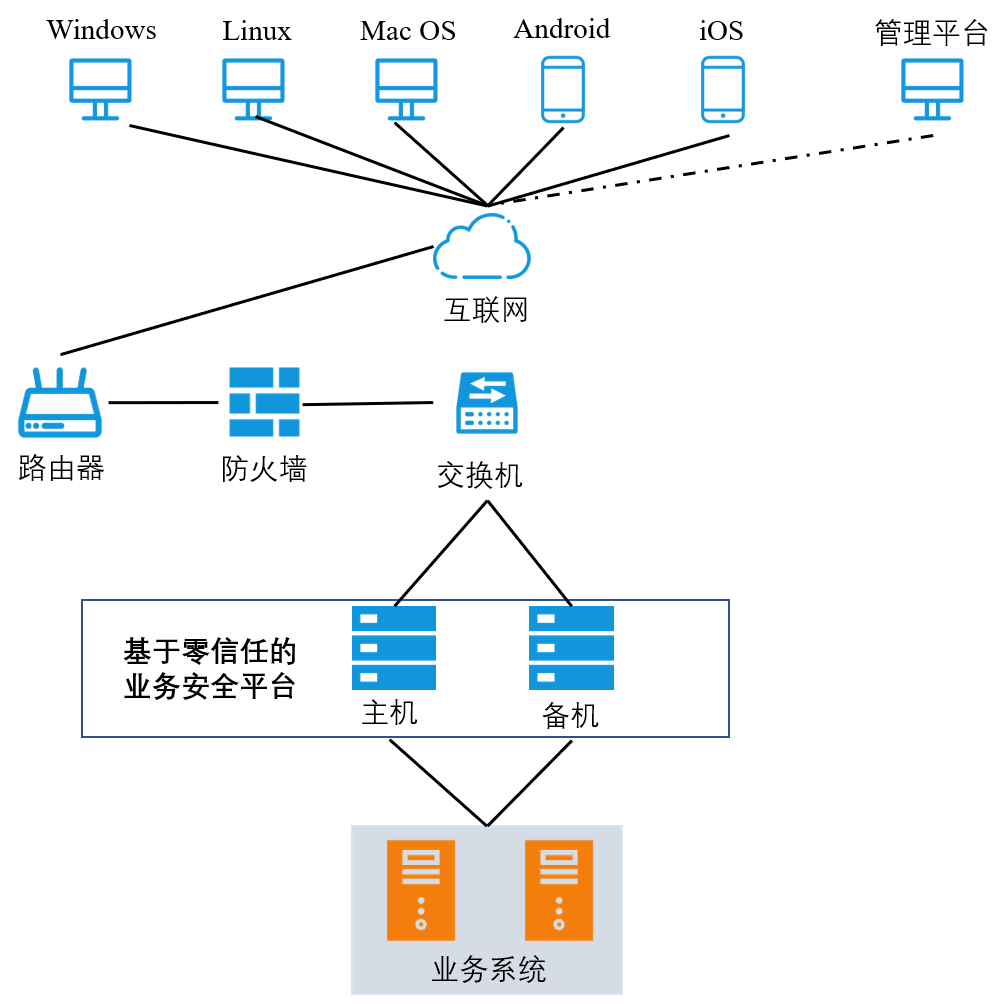 Windows
Linux
Mac OS
Android
iOS
管理平台
互联网
路由器
防火墙
交换机
基于零信任的
业务安全平台
主机
备机
业务系统